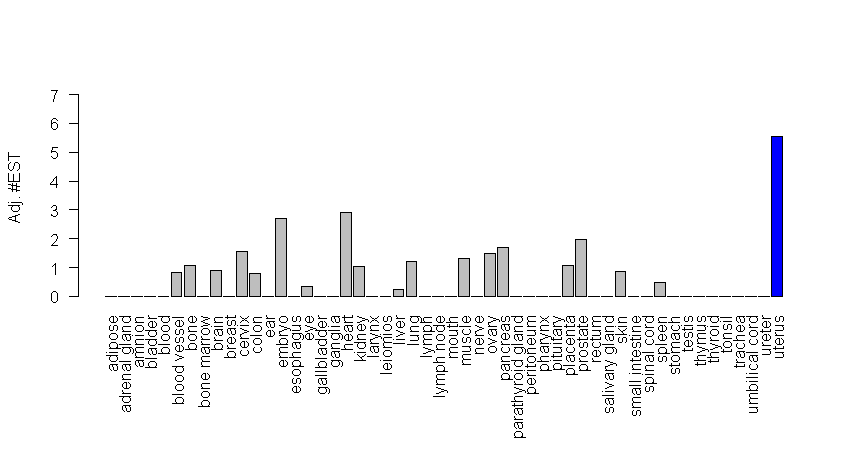 Adj. #EST
7
6
5
4
3
2
1
0
adipose
adrenal gland
amnion
bladder
blood
blood vessel
bone
bone marrow
brain
breast
cervix
colon
ear
embryo
esophagus
eye
gallbladder
ganglia
heart
kidney
larynx
leiomios
liver
lung
lymph
lymph node
mouth
muscle
nerve
ovary
pancreas
parathyroid gland
peritoneum
pharynx
pituitary
placenta
prostate
rectum
salivary gland
skin
small intestine
spinal cord
spleen
stomach
testis
thymus
thyroid
tonsil
trachea
umbilical cord
ureter
uterus